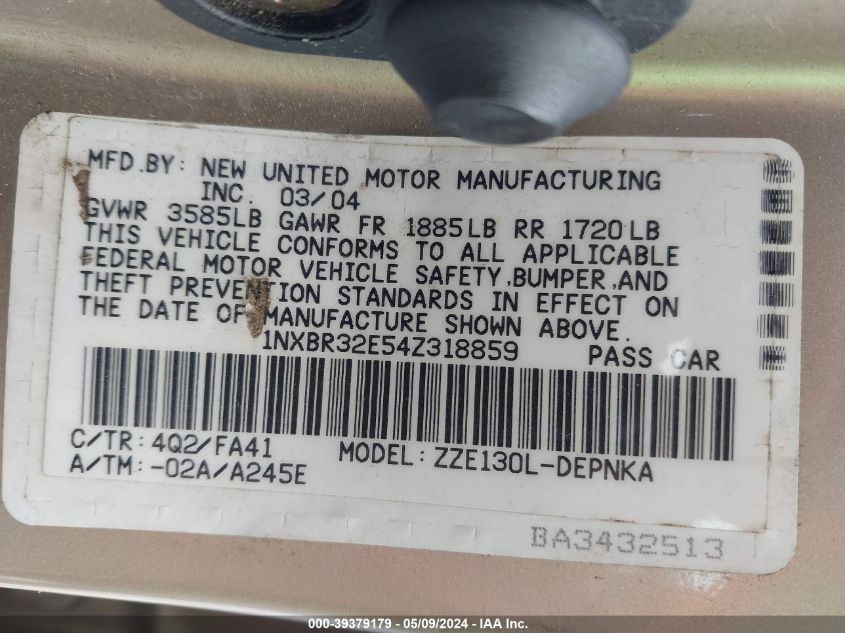 MFD.BY: NEW UNITED MOTOR MANUFACTURING
INC. 03/04
GVWR 3585LB GAWR FR 1885LB RR 1720LB
THIS VEHICLE CONFORMS TO ALL APPLICABLE
FEDERAL MOTOR VEHICLE SAFETY,BUMPER,AND
THEFT PREVENTION STANDARDS IN EFFECT ON
THE DATE OF MANUFACTURE SHOWN ABOVE.
1NXBR32E54Z318859 PASS CAR
C/TR: 4Q2/FA41 MODEL: ZZE130L-DEPNKA
A/TM: -02A/A245E
BA3432513
000-39379179 - 05/09/2024 - IAA Inc.